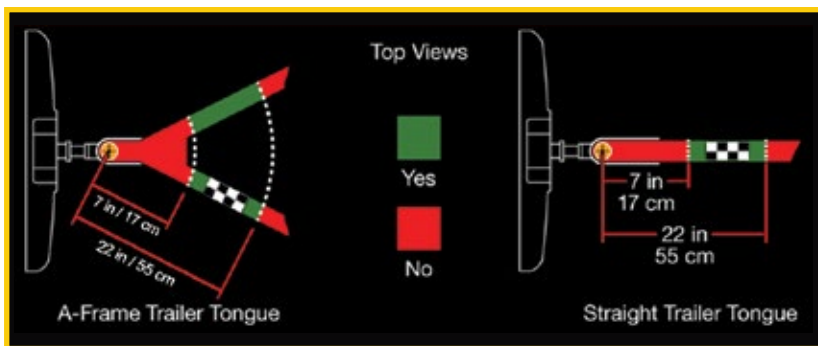 Top Views
Yes
No
7 in / 17 cm
22 in / 55 cm
A-Frame Trailer Tongue
7 in
17 cm
22 in
55 cm
Straight Trailer Tongue